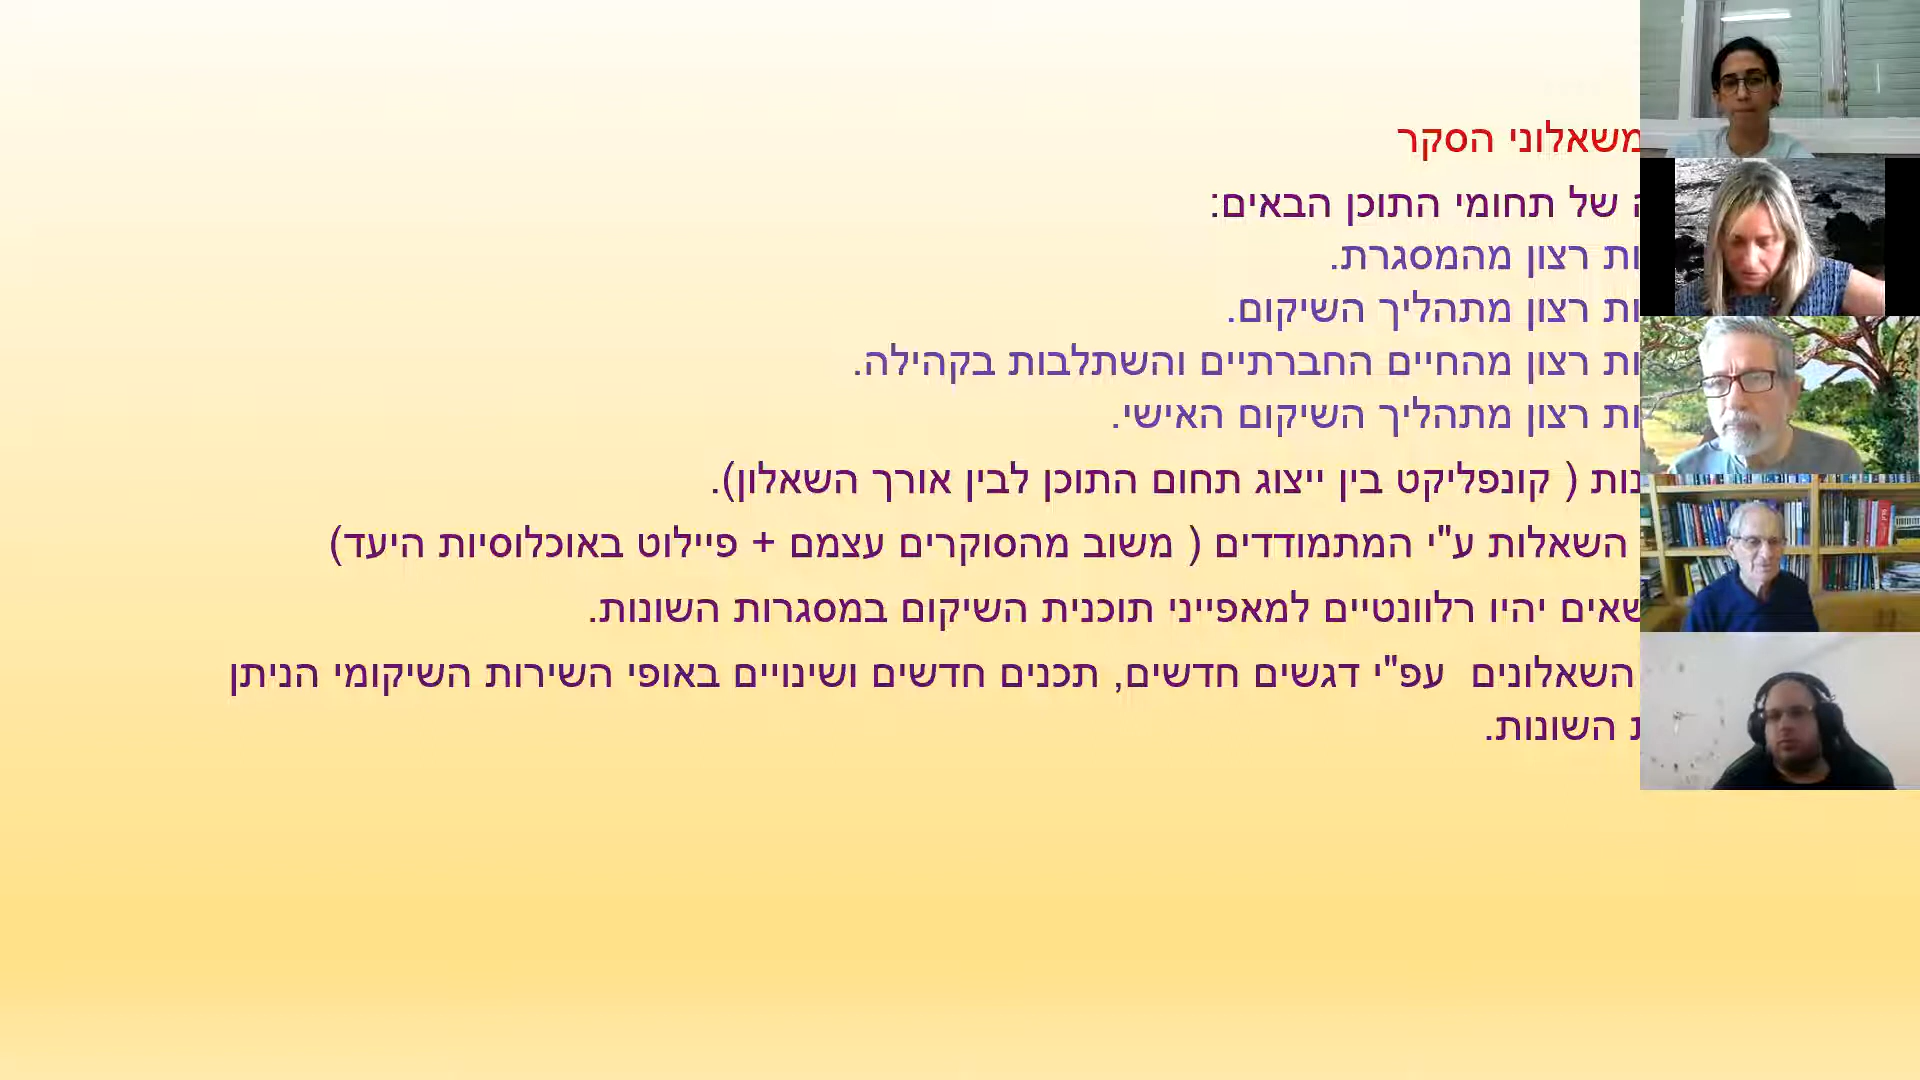 משאלוני הסקר
של תחומי התוכן הבאים:
רצון מהמסגרת.
רצון מתהליך השיקום.
רצון מהחיים החברתיים והשתלבות בקהילה.
רצון מתהליך השיקום האישי.
( קונפליקט בין ייצוג תחום התוכן לבין אורך השאלון).
השאלות ע"י המתמודדים ( משוב מהסוקרים עצמם + פיילוט באוכלוסיות היעד)
יהיו רלוונטיים למאפייני תוכנית השיקום במסגרות השונות.
השאלונים עפ"י דגשים חדשים, תכנים חדשים ושינויים באופי השירות השיקומי הניתן
השונות.